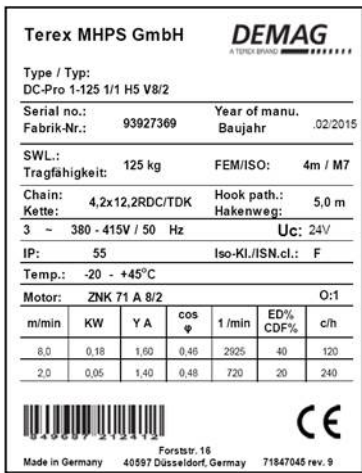 Terex MHPS GmbH DEMAG
A TEREX BRAND
Type / Typ:
DC-Pro 1-125 1/1 H5 V8/2
Serial no.: Year of manu.
Fabrik-Nr.: 93927369 Baujahr .02/2015
SWL.:
Tragfähigkeit: 125 kg FEM/ISO: 4m / M7
Chain: Hook path.:
Kette: 4,2x12,2RDC/TDK Hakenweg: 5,0 m
3 ~ 380 - 415V / 50 Hz Uc: 24V
IP: 55 Iso-Kl./ISN.cl.: F
Temp.: -20 - +45°C
Motor: ZNK 71 A 8/2 O:1
m/min KW Y A cos φ 1 /min ED% CDF% c/h
8,0 0,18 1,60 0,46 2925 40 120
2,0 0,05 1,40 0,48 720 20 240
CE
Forststr. 16
Made in Germany 40597 Düsseldorf, Germay 71847045 rev. 9